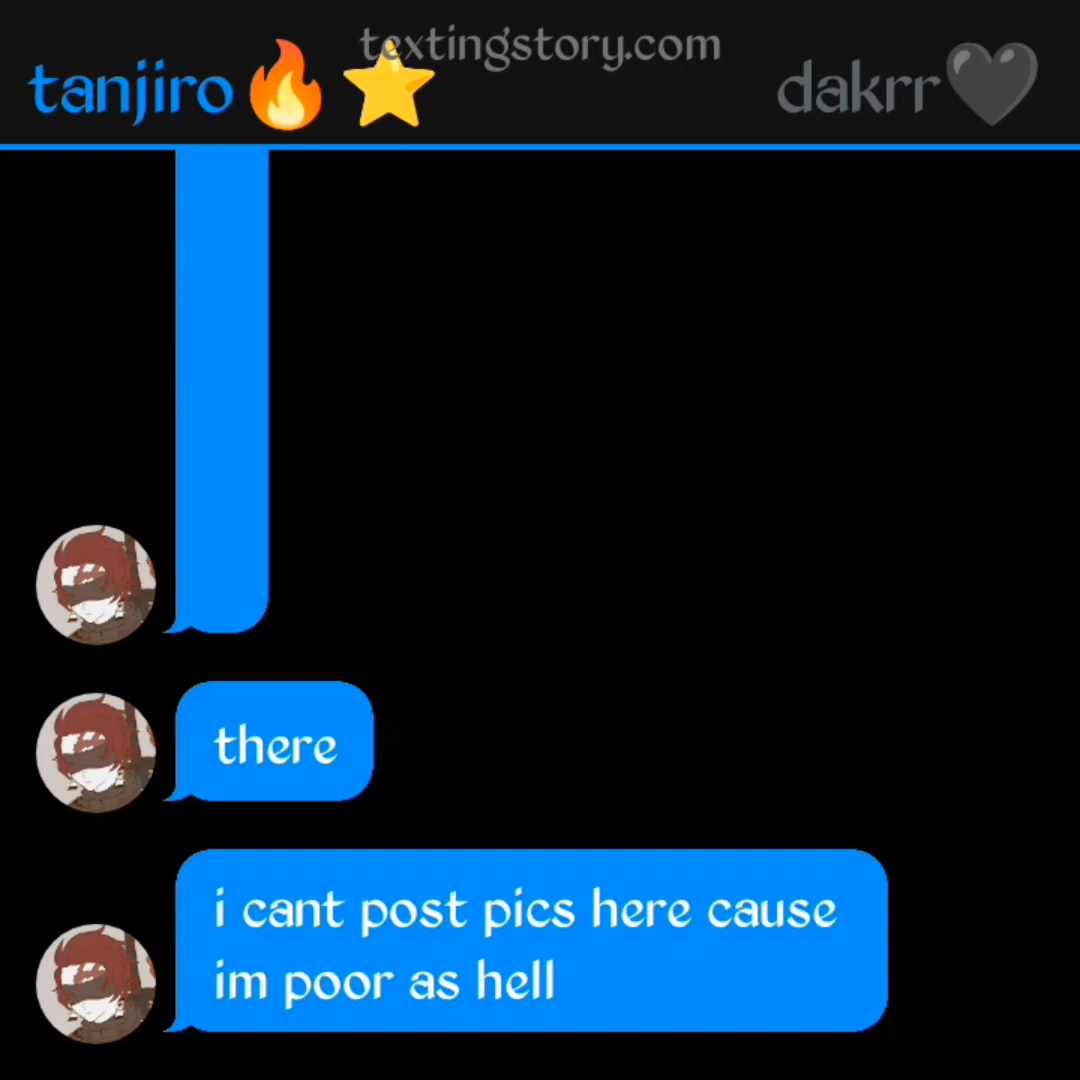 textingstory.com
tanjiro🔥⭐ dakrr🖤
there
i cant post pics here cause
im poor as hell